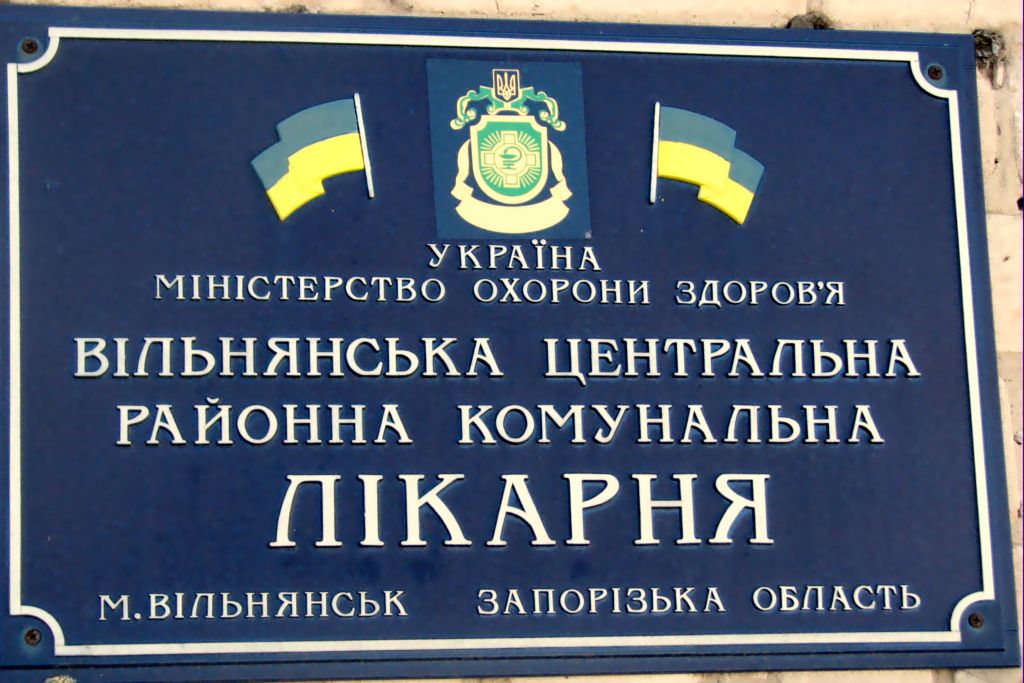 УКРАЇНА
МІНІСТЕРСТВО ОХОРОНИ ЗДОРОВ'Я
ВІЛЬНЯНСЬКА ЦЕНТРАЛЬНА
РАЙОННА КОМУНАЛЬНА
ЛІКАРНЯ
М. ВІЛЬНЯНСЬК ЗАПОРІЗЬКА ОБЛАСТЬ